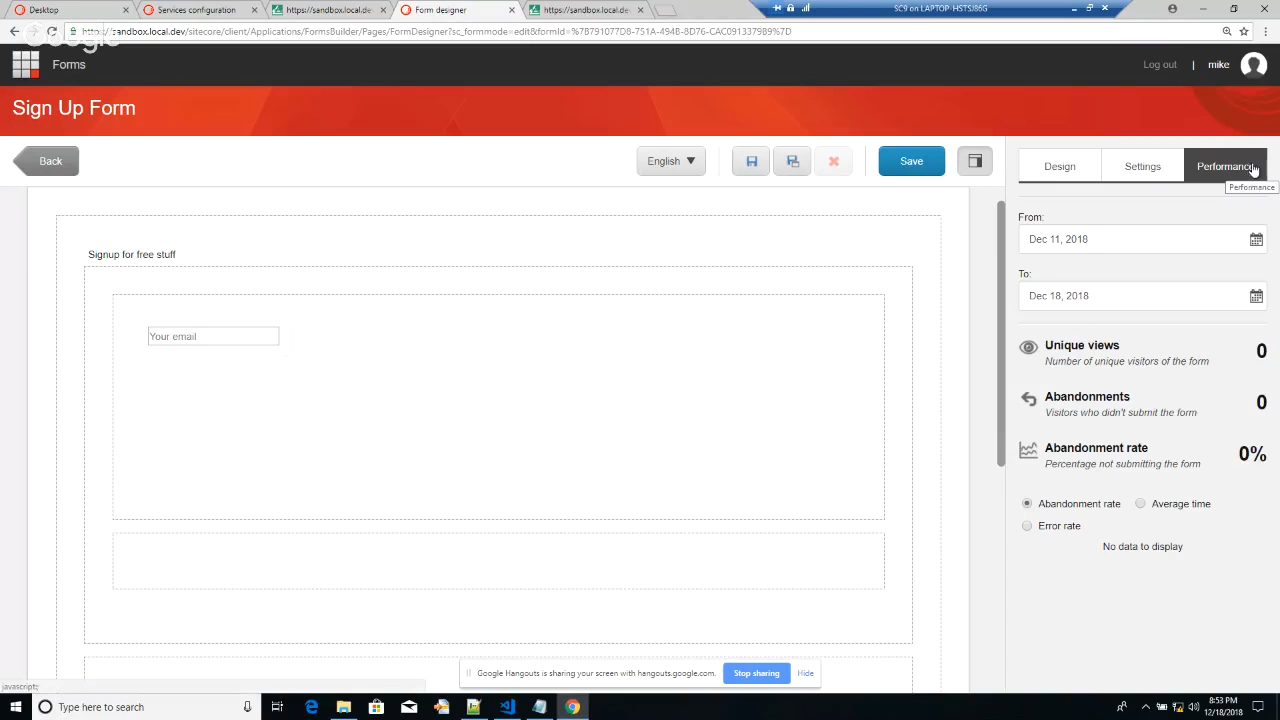 Desktop
Services configuration
https://sandbox.local.de
Form designer
https://sandbox.local.de
SC9 on LAPTOP-HSTSJ86G
https://sandbox.local.dev/sitecore/client/Applications/FormsBuilder/Pages/FormDesigner?sc_formmode=edit&formId=%7B791077D8-751A-494B-8D76-CAC0913379B9%7D
Google
Forms
Log out | mike
Sign Up Form
Back
English
Save
Design
Settings
Performance
Performance
Signup for free stuff
Your email
From:
Dec 11, 2018
To:
Dec 18, 2018
Unique views
0
Number of unique visitors of the form
Abandonments
0
Visitors who didn't submit the form
Abandonment rate
0%
Percentage not submitting the form
Abandonment rate
Average time
Error rate
No data to display
Google Hangouts is sharing your screen with hangouts.google.com.
Stop sharing
Hide
javascript:
Type here to search
8:53 PM
12/18/2018